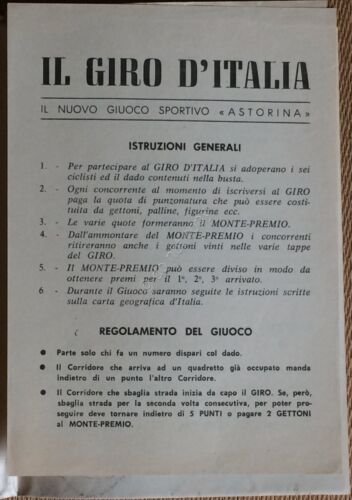 IL GIRO D'ITALIA
IL NUOVO GIUOCO SPORTIVO «ASTORINA»
ISTRUZIONI GENERALI
1. - Per partecipare al GIRO D'ITALIA si adoperano i sei
ciclisti ed il dado contenuti nella busta.
2. - Ogni concorrente al momento di iscriversi al GIRO
paga la quota di punzonatura che può essere costi-
tuita da gettoni, palline, figurine ecc.
3. - Le varie quote formeranno il MONTE-PREMIO.
4. - Dall'ammontare del MONTE-PREMIO i concorrenti
ritireranno anche i gettoni vinti nelle varie tappe
del GIRO.
5. - Il MONTE-PREMIO può essere diviso in modo da
ottenere premi per il 1°, 2°, 3° arrivato.
6 - Durante il Giuoco saranno seguite le istruzioni scritte
sulla carta geografica d'Italia.
REGOLAMENTO DEL GIUOCO
● Parte solo chi fa un numero dispari col dado.
● Il Corridore che arriva ad un quadretto già occupato manda
indietro di un punto l'altro Corridore.
● Il Corridore che sbaglia strada inizia da capo il GIRO. Se, però,
sbaglia strada per la seconda volta consecutiva, per poter pro-
seguire deve tornare indietro di 5 PUNTI o pagare 2 GETTONI
al MONTE-PREMIO.